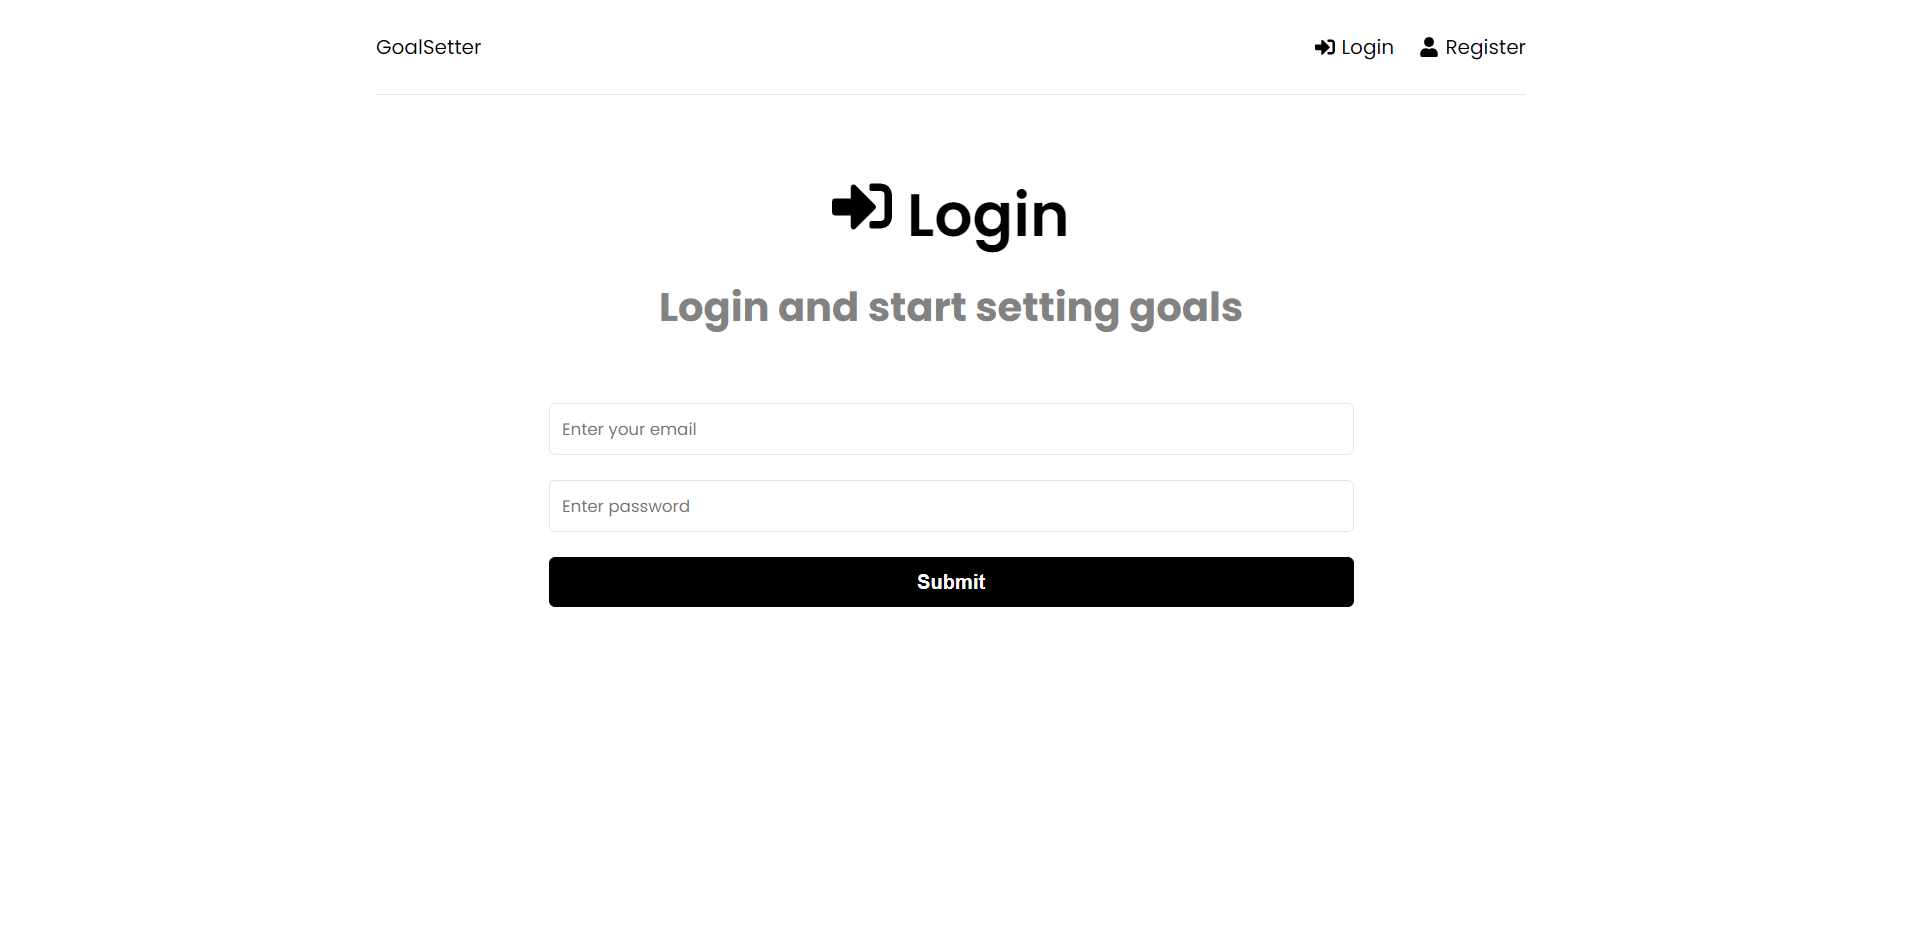 GoalSetter
Login
Register
Login
Login and start setting goals
Enter your email
Enter password
Submit